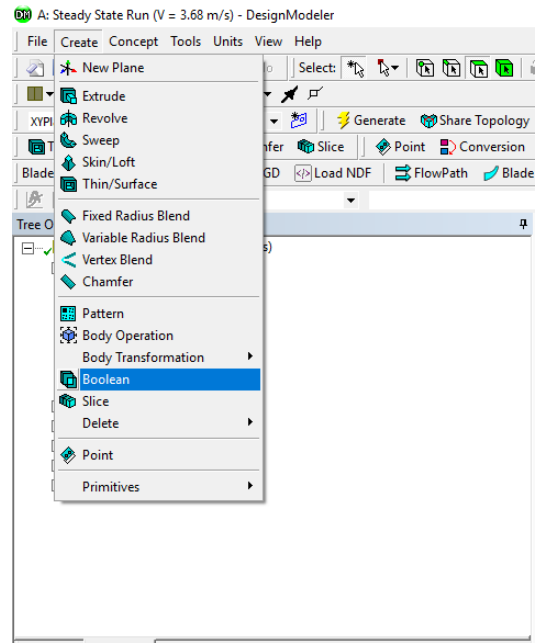 DM A: Steady State Run (V = 3.68 m/s) - DesignModeler
File Create Concept Tools Units View Help
New Plane
Select:
Extrude
Revolve
Generate Share Topology
Sweep
Slice Point Conversion
Skin/Loft
Blade GD Load NDF FlowPath Blade
Thin/Surface
Fixed Radius Blend
Tree O
Variable Radius Blend
s)
Vertex Blend
Chamfer
Pattern
Body Operation
Body Transformation
Boolean
Slice
Delete
Point
Primitives